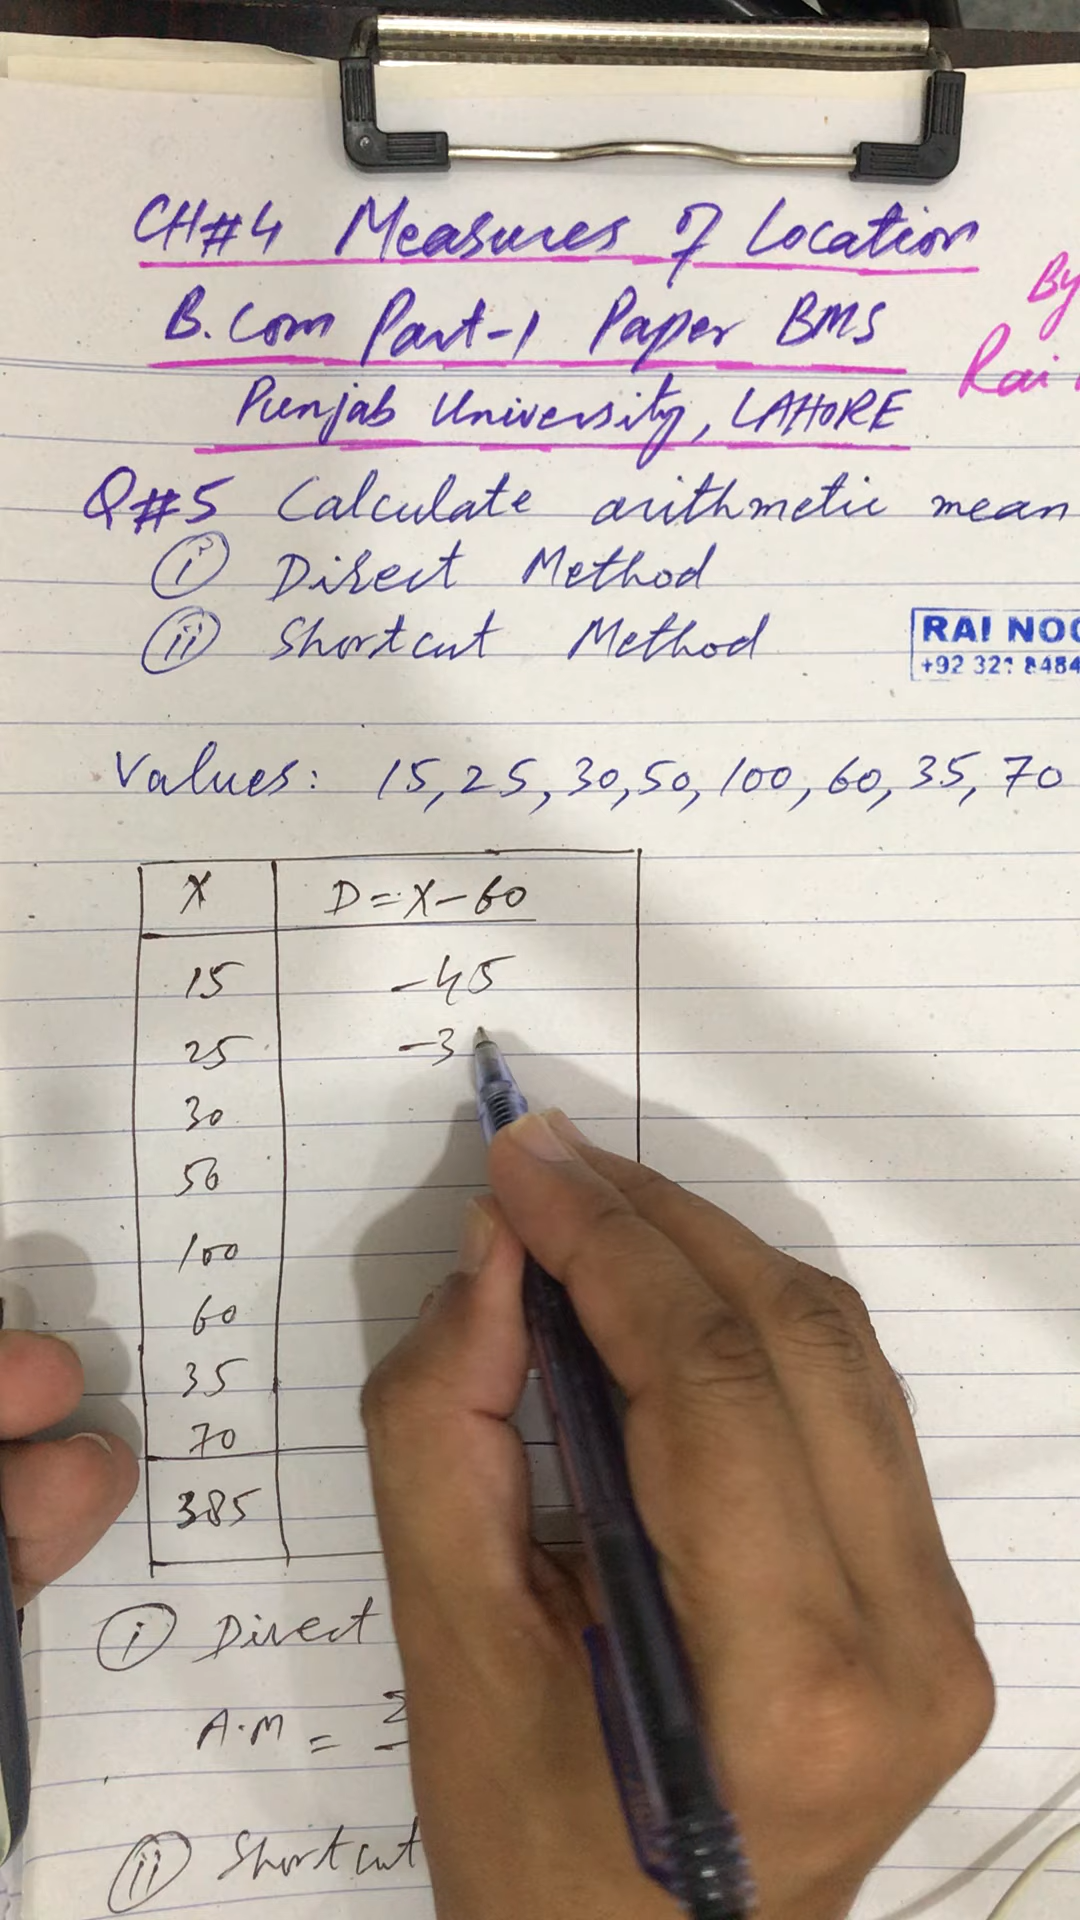 CH#4 Measures of Location
By
B.Com Part-1 Paper BMS
Rai
Punjab University, LAHORE
Q#5 Calculate arithmetic mean
(i) Direct Method
(ii) Shortcut Method
RAI NOO
+92 321 8484
Values: 15, 25, 30, 50, 100, 60, 35, 70
X D = X - 60
15 -45
25 -3
30
50
100
60
35
70
385
(i) Direct
A.M = Σ
(ii) Shortcut